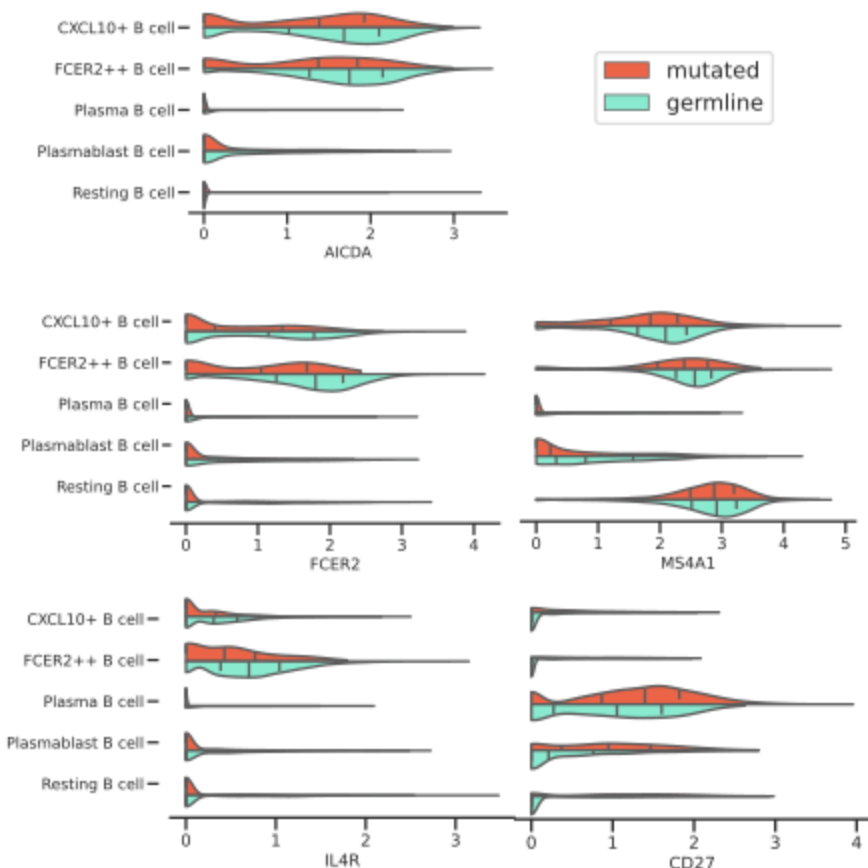 CXCL10+ B cell
FCER2++ B cell
Plasma B cell
Plasmablast B cell
Resting B cell
0 1 2 3
AICDA
mutated
germline
CXCL10+ B cell
FCER2++ B cell
Plasma B cell
Plasmablast B cell
Resting B cell
0 1 2 3 4
FCER2
0 1 2 3 4 5
MS4A1
CXCL10+ B cell
FCER2++ B cell
Plasma B cell
Plasmablast B cell
Resting B cell
0 1 2 3
IL4R
0 1 2 3 4
CD27